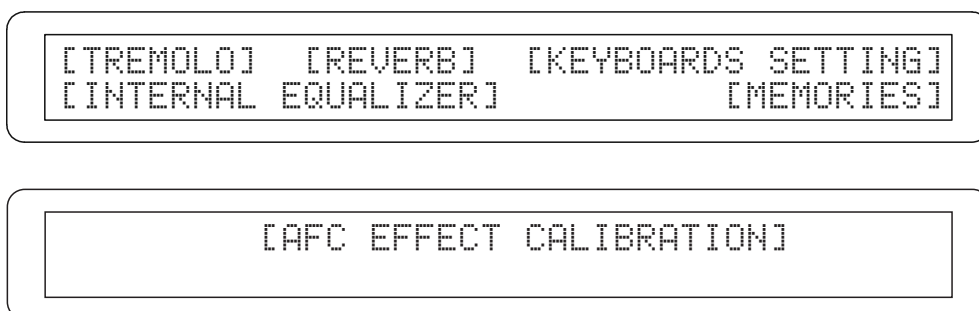 [TREMOLO] [REVERB] [KEYBOARDS SETTING]
[INTERNAL EQUALIZER] [MEMORIES]
[AFC EFFECT CALIBRATION]